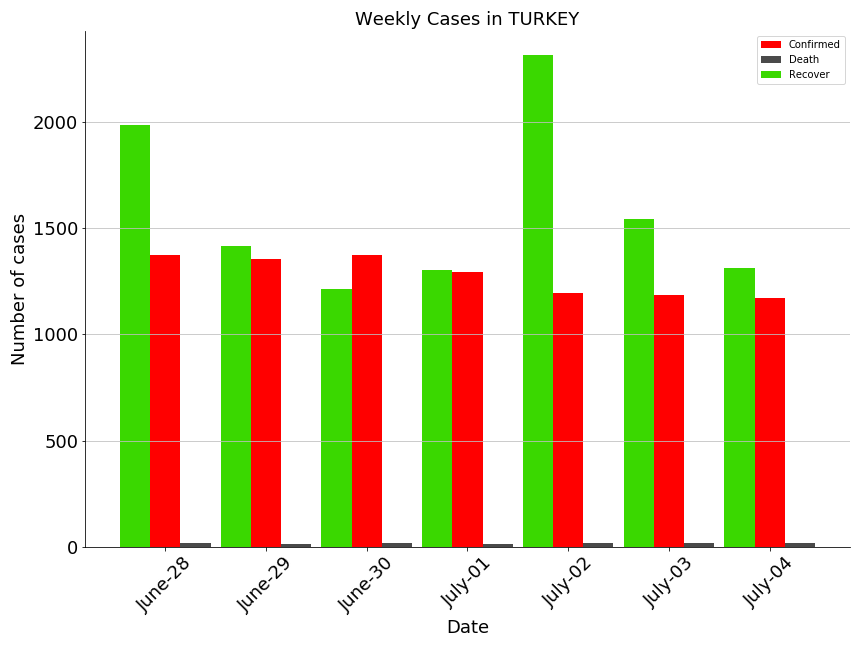 Weekly Cases in TURKEY
Confirmed
Death
Recover
Number of cases
2000
1500
1000
500
0
June-28
June-29
June-30
July-01
July-02
July-03
July-04
Date